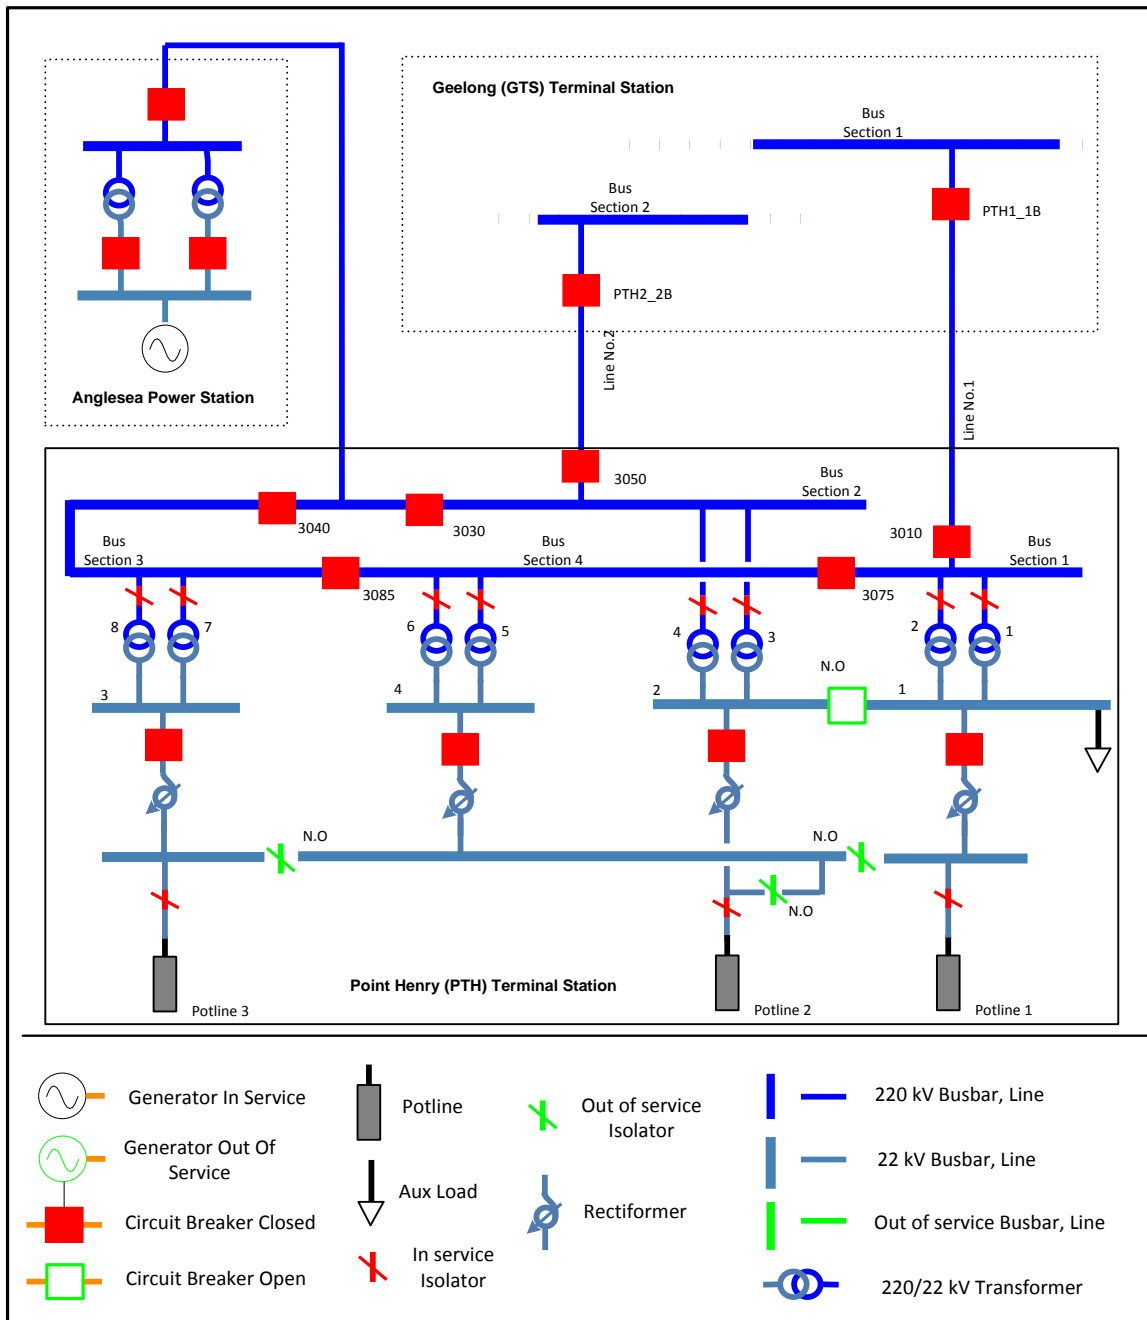 Geelong (GTS) Terminal Station
Bus
Section 1
Bus
Section 2
PTH1_1B
PTH2_2B
Line No.2
Line No.1
Anglesea Power Station
3050
Bus
Section 2
3040
3030
3010
Bus
Section 3
Bus
Section 4
Bus
Section 1
3085
3075
8
7
6
5
4
3
2
1
N.O
3
4
2
1
N.O
N.O
N.O
Point Henry (PTH) Terminal Station
Potline 3
Potline 2
Potline 1
Generator In Service
Generator Out Of
Service
Circuit Breaker Closed
Circuit Breaker Open
Potline
Aux Load
In service
Isolator
Out of service
Isolator
Rectiformer
220 kV Busbar, Line
22 kV Busbar, Line
Out of service Busbar, Line
220/22 kV Transformer